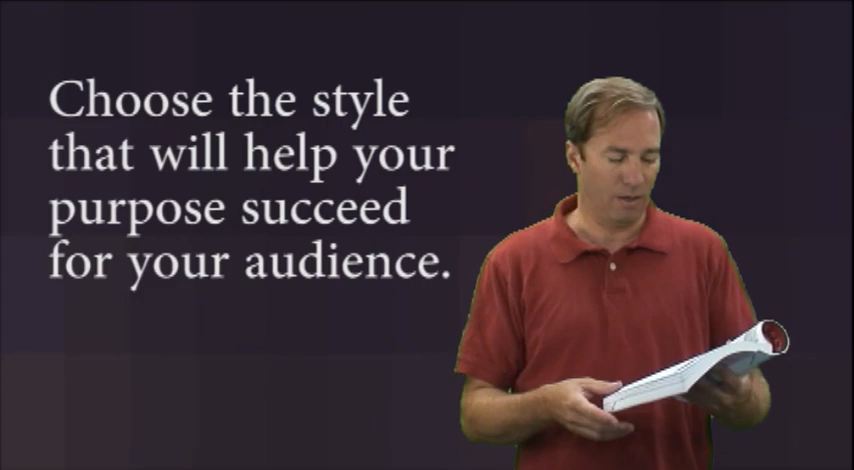 Choose the style
that will help your
purpose succeed
for your audience.